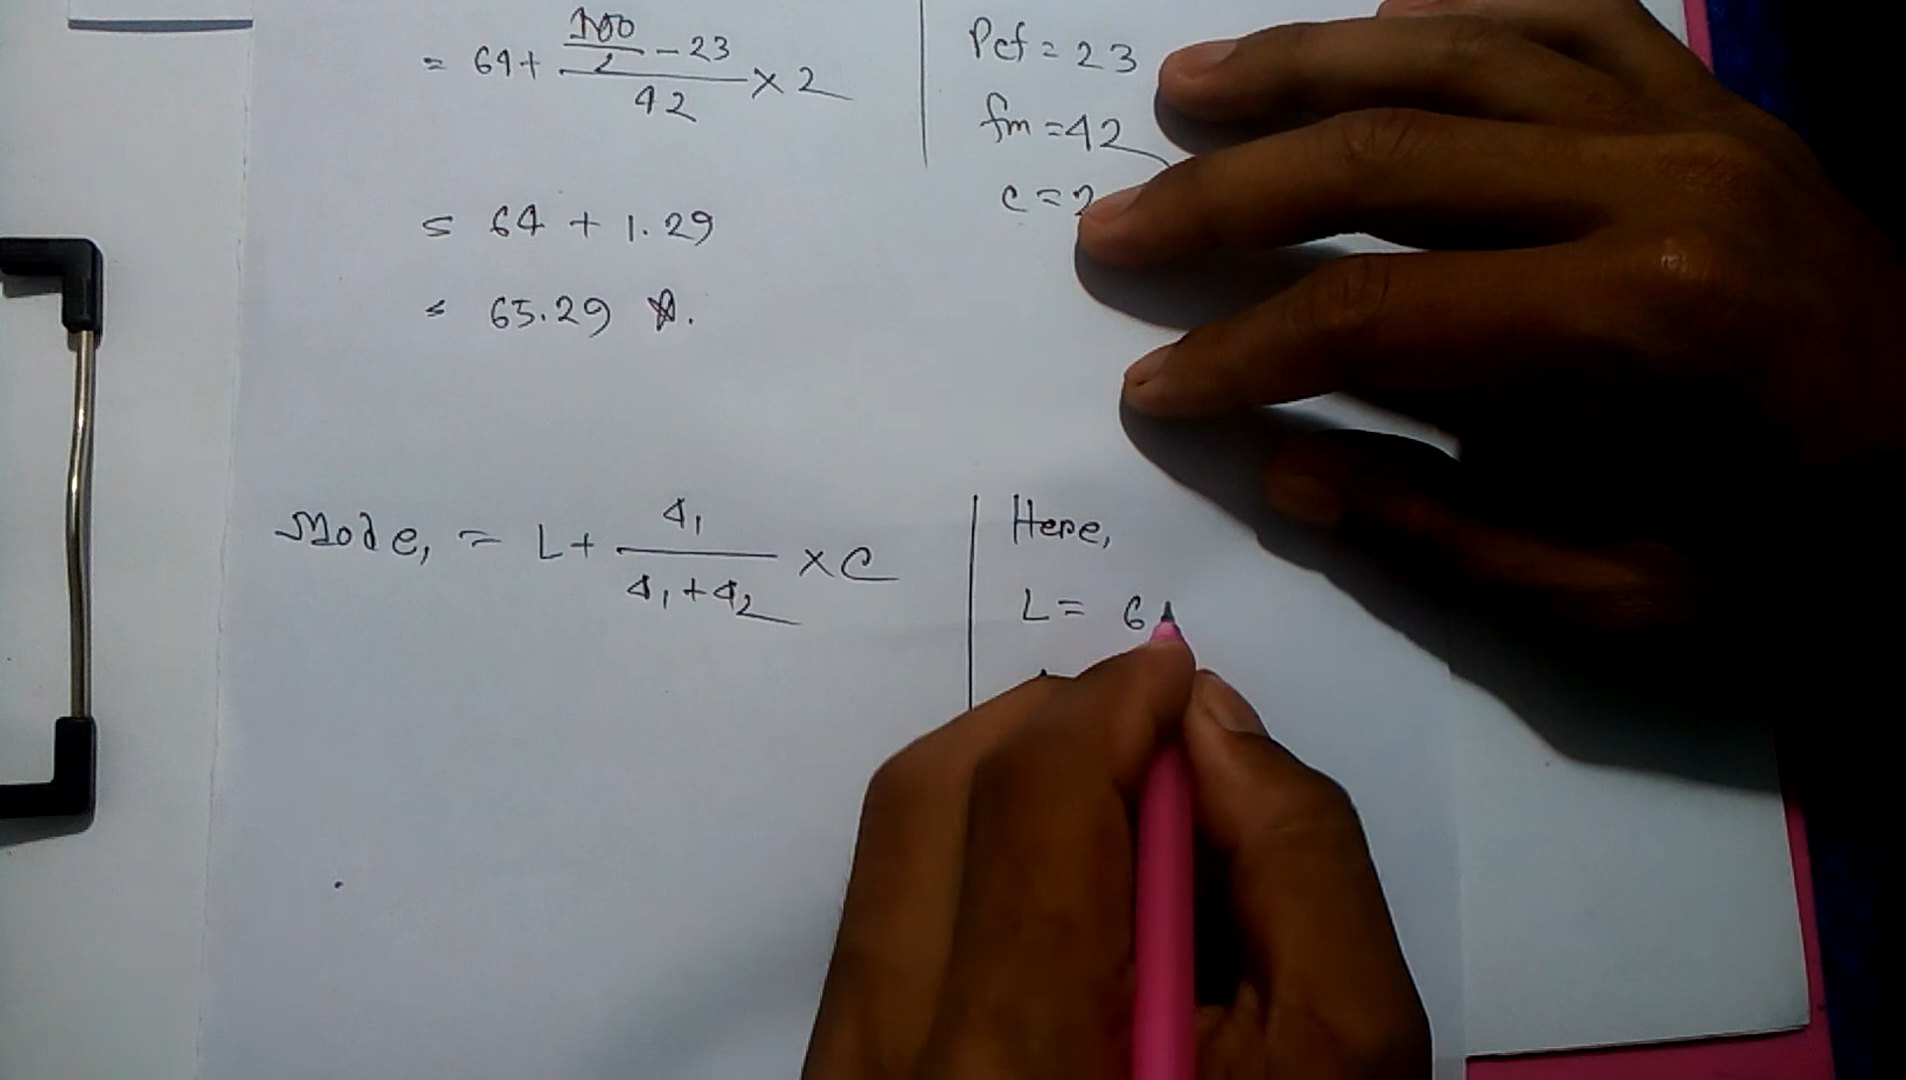 = 64 + 100/2 - 23 / 42 × 2
= 64 + 1.29
= 65.29
Pcf = 23
fm = 42
c = 2
Mode, = L + Δ1 / Δ1 + Δ2 × C
Here,
L = 6